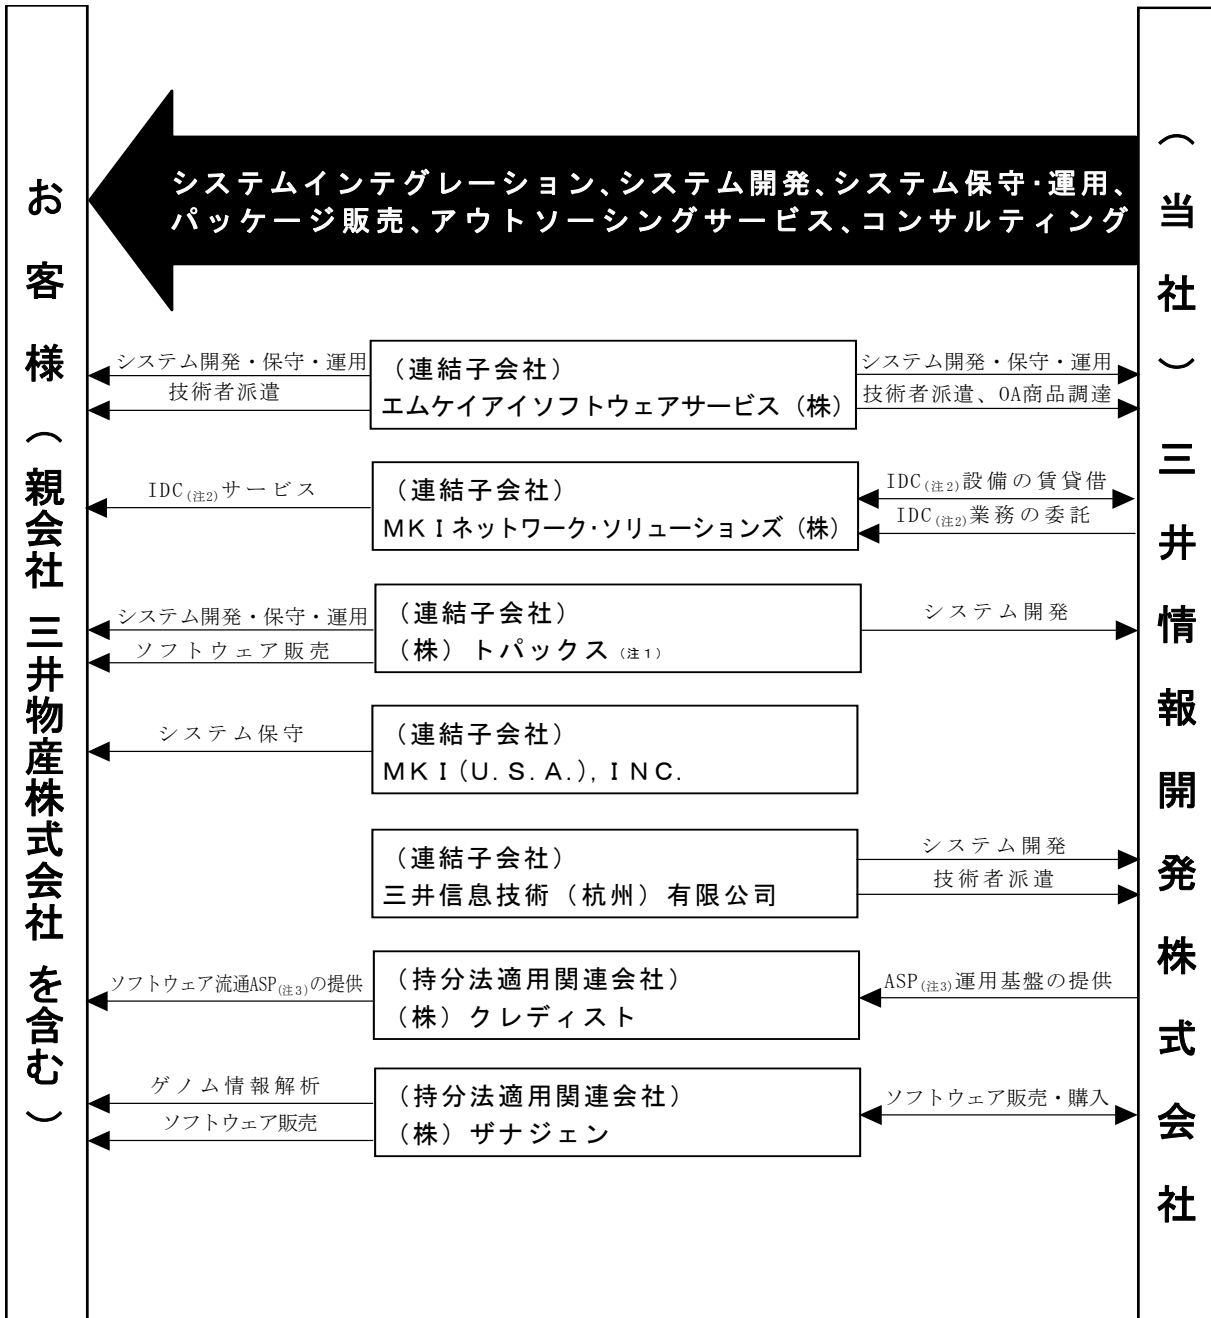 お客様（親会社 三井物産株式会社を含む）
システムインテグレーション、システム開発、システム保守・運用、
パッケージ販売、アウトソーシングサービス、コンサルティング
（当社）三井情報開発株式会社
システム開発・保守・運用
技術者派遣
（連結子会社）
エムケイアイソフトウェアサービス（株）
システム開発・保守・運用
技術者派遣、OA商品調達
IDC(注2)サービス
（連結子会社）
ＭＫＩネットワーク・ソリューションズ（株）
IDC(注2)設備の賃貸借
IDC(注2)業務の委託
システム開発・保守・運用
ソフトウェア販売
（連結子会社）
（株）トパックス（注１）
システム開発
システム保守
（連結子会社）
ＭＫＩ(Ｕ.Ｓ.Ａ.),ＩＮＣ.
（連結子会社）
三井信息技術（杭州）有限公司
システム開発
技術者派遣
ソフトウェア流通ASP(注3)の提供
（持分法適用関連会社）
（株）クレディスト
ASP(注3)運用基盤の提供
ゲノム情報解析
ソフトウェア販売
（持分法適用関連会社）
（株）ザナジェン
ソフトウェア販売・購入